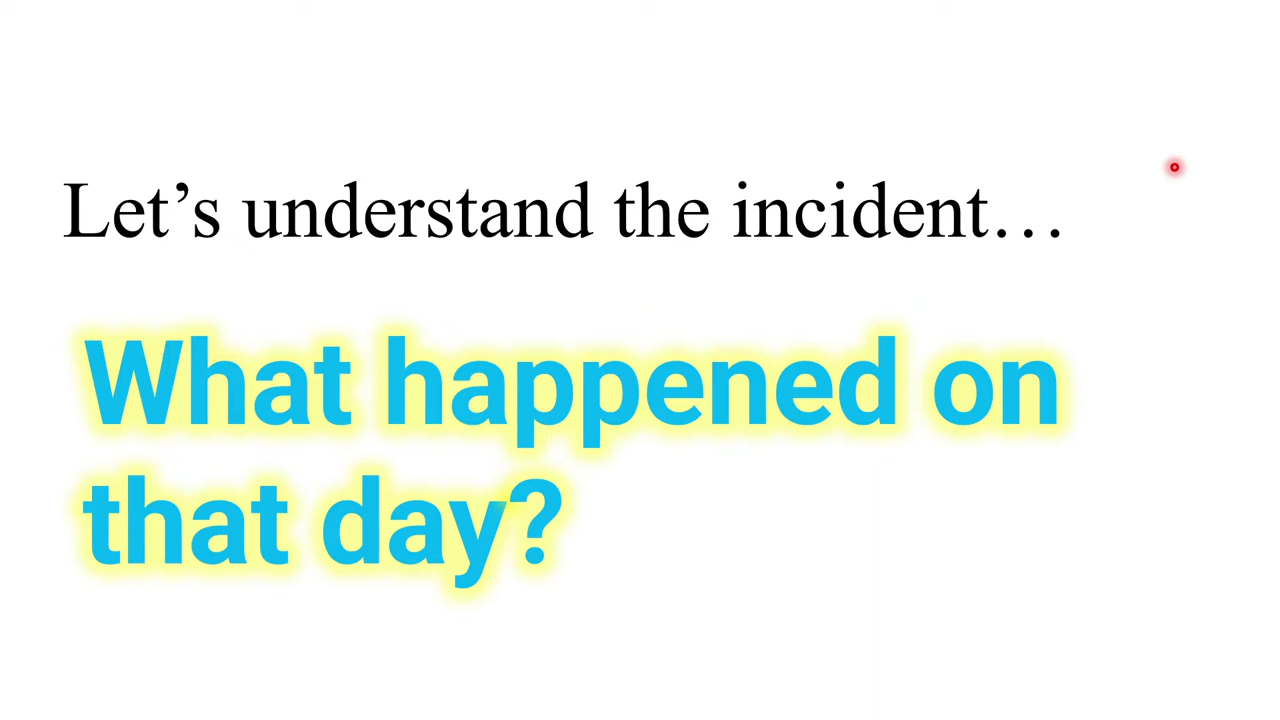 Let’s understand the incident…
What happened on
that day?